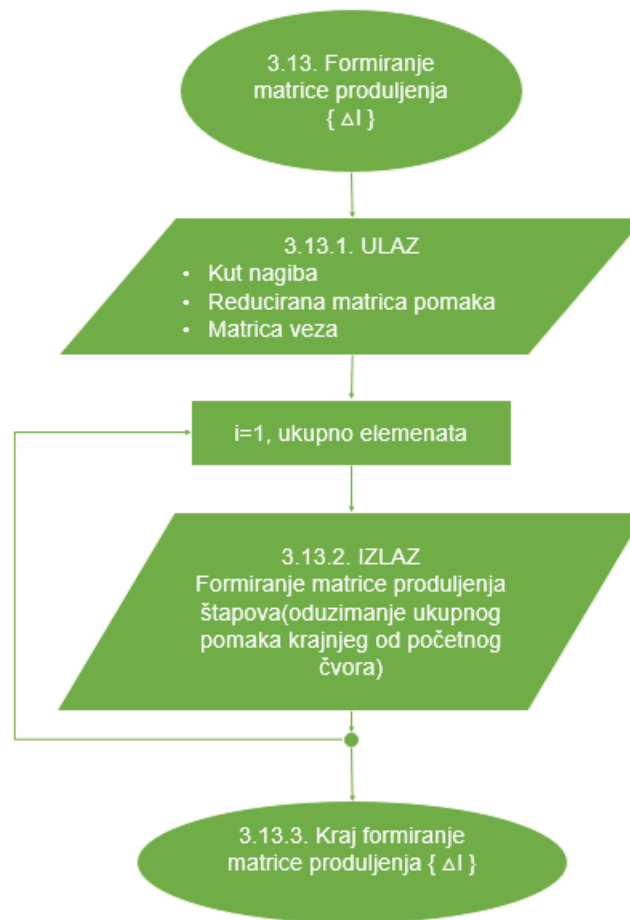 3.13. Formiranje
matrice produljenja
{ △l }
3.13.1. ULAZ
• Kut nagiba
• Reducirana matrica pomaka
• Matrica veza
i=1, ukupno elemenata
3.13.2. IZLAZ
Formiranje matrice produljenja
štapova(oduzimanje ukupnog
pomaka krajnjeg od početnog
čvora)
3.13.3. Kraj formiranje
matrice produljenja { △l }